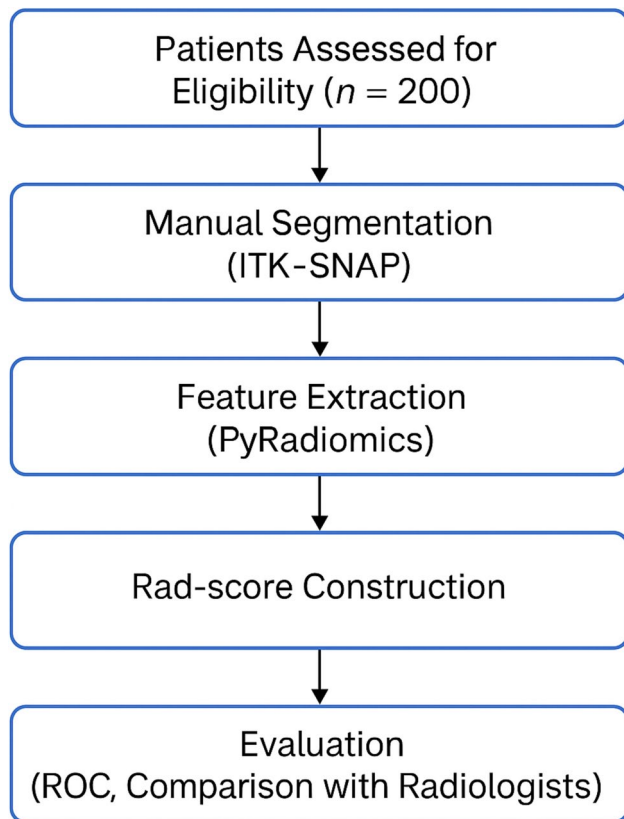 Patients Assessed for
Eligibility (n = 200)
Manual Segmentation
(ITK-SNAP)
Feature Extraction
(PyRadiomics)
Rad-score Construction
Evaluation
(ROC, Comparison with Radiologists)